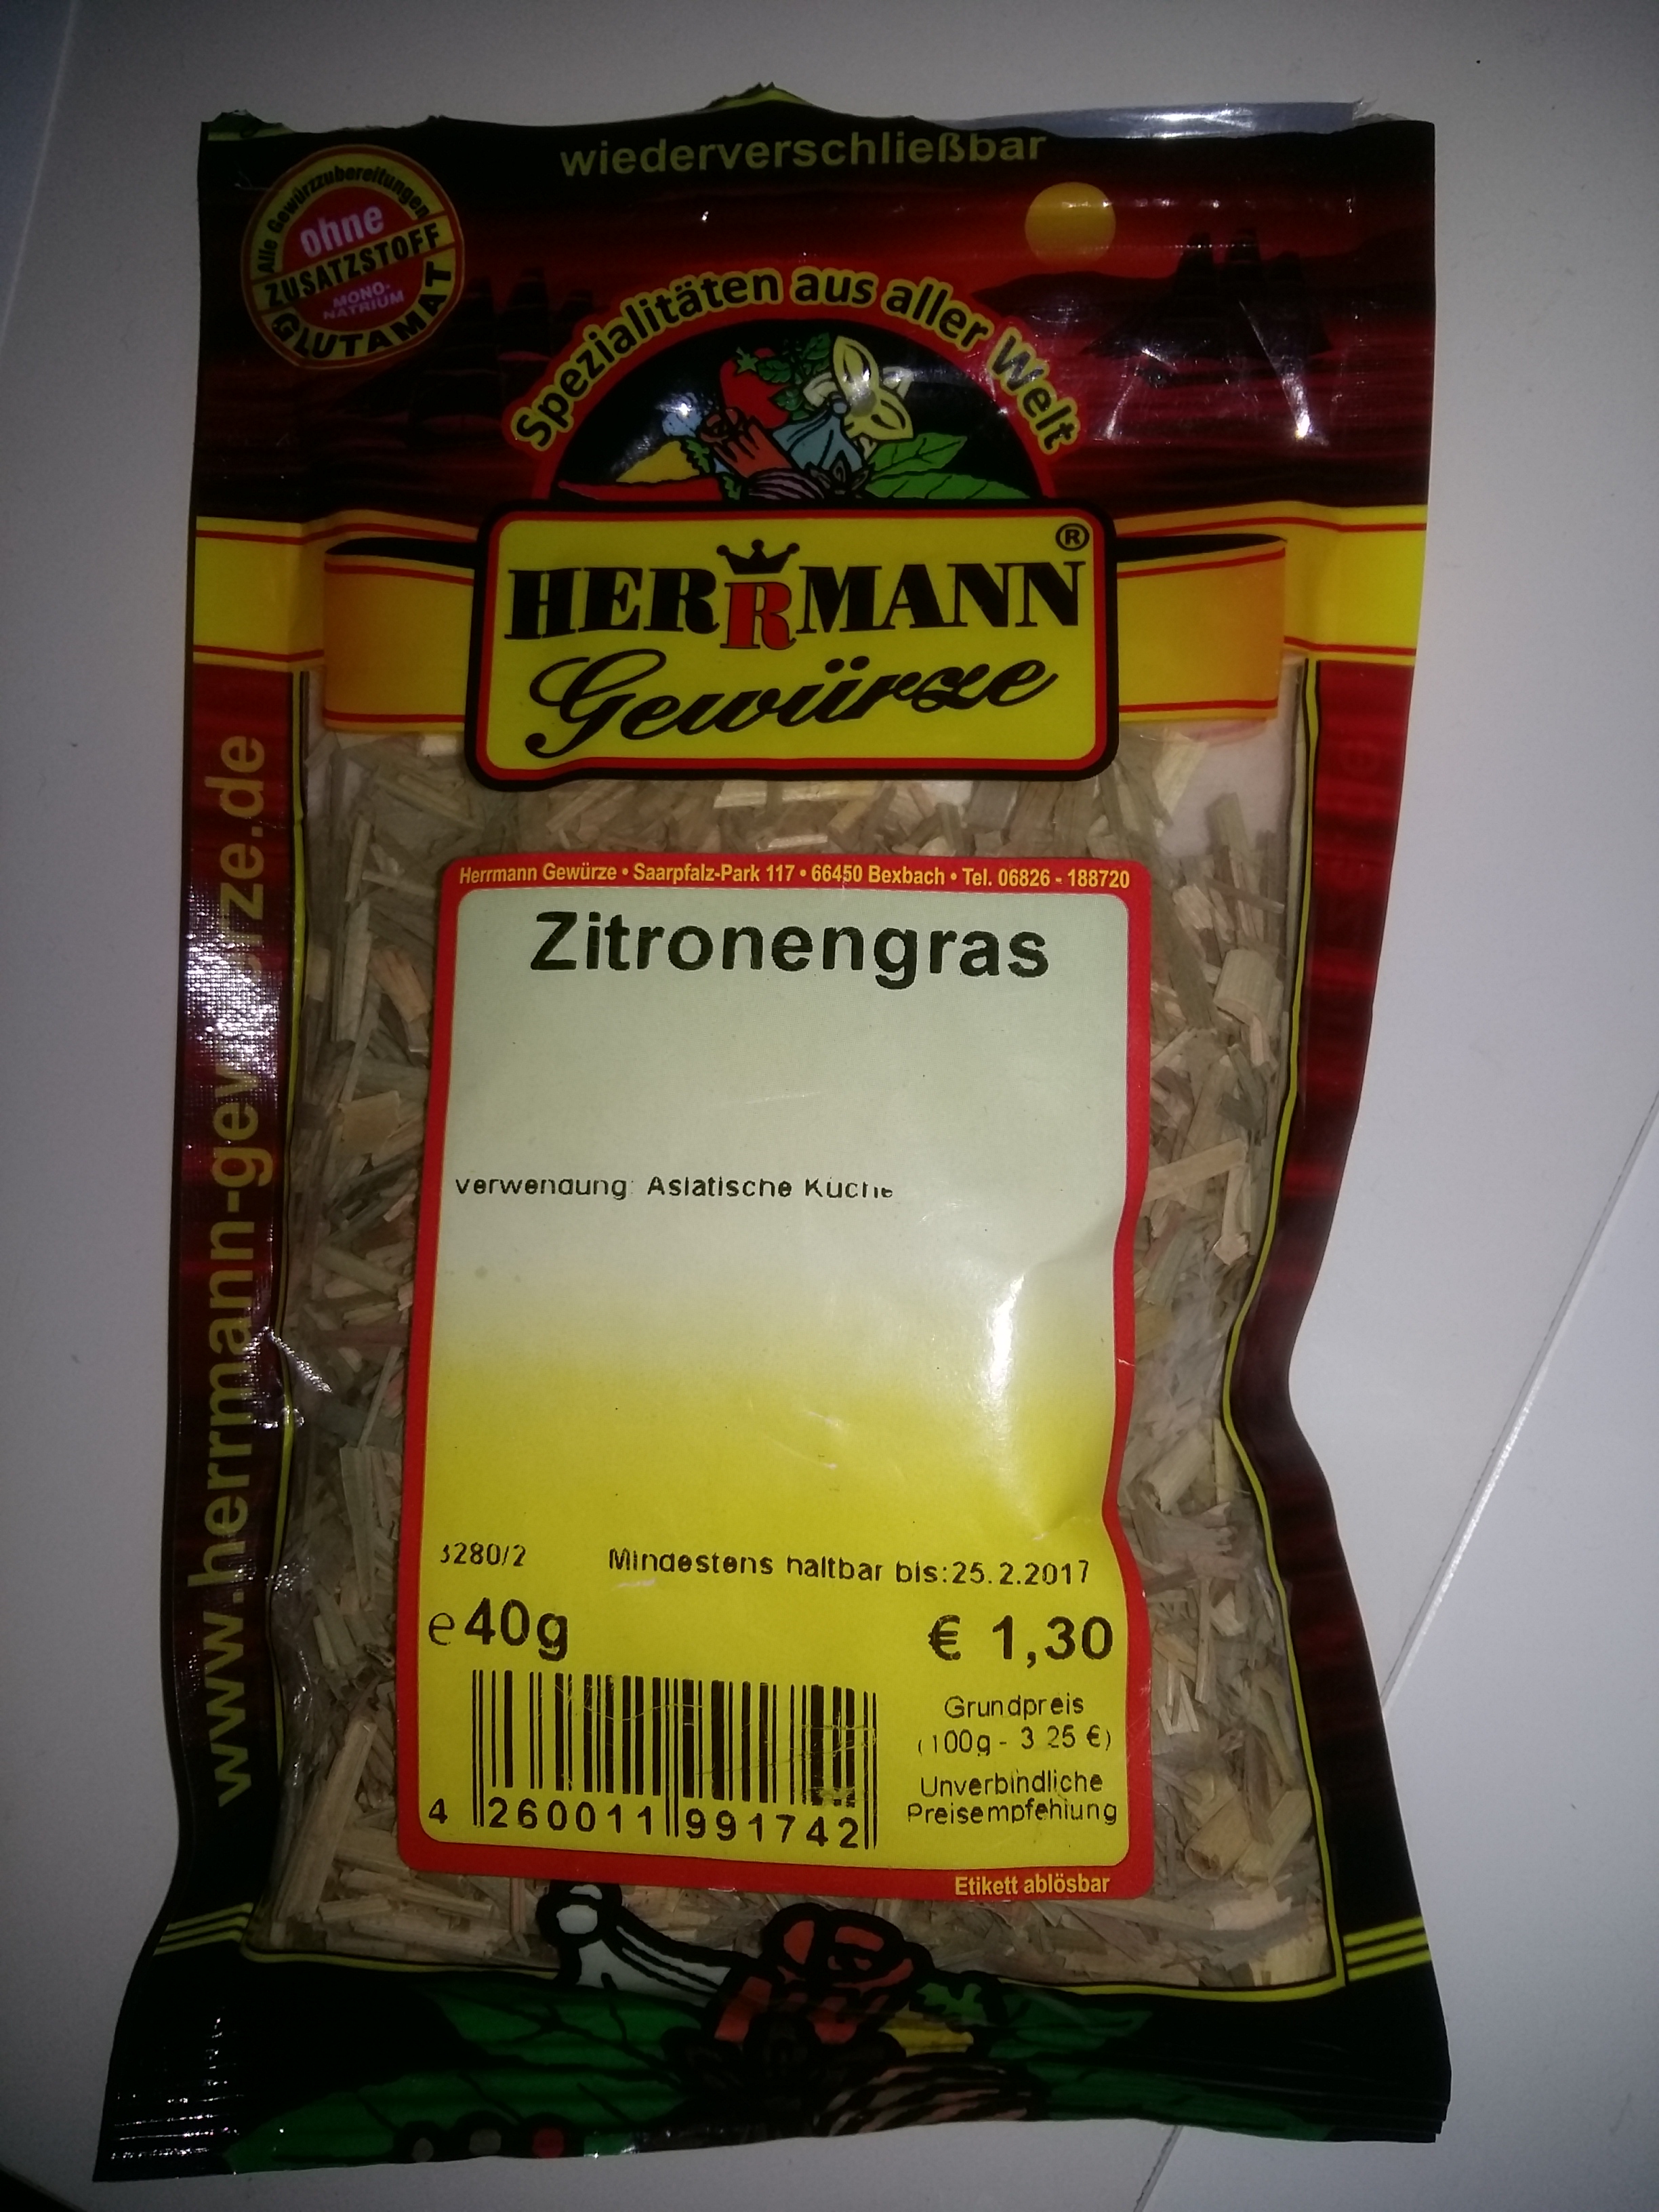 wiederverschließbar
Alle Gewürzzubereitungen
ohne
ZUSATZSTOFF
MONO-
NATRIUM
GLUTAMAT
Spezialitäten aus aller Welt
HERRMANN®
Gewürze
www.herrmann-gewürze.de
Herrmann Gewürze • Saarpfalz-Park 117 • 66450 Bexbach • Tel. 06826 - 188720
Zitronengras
Verwendung: Asiatische Küche
3280/2 Mindestens haltbar bis:25.2.2017
e 40g € 1,30
Grundpreis
(100g - 3.25 €)
Unverbindliche
Preisempfehlung
4 260011 991742
Etikett ablösbar